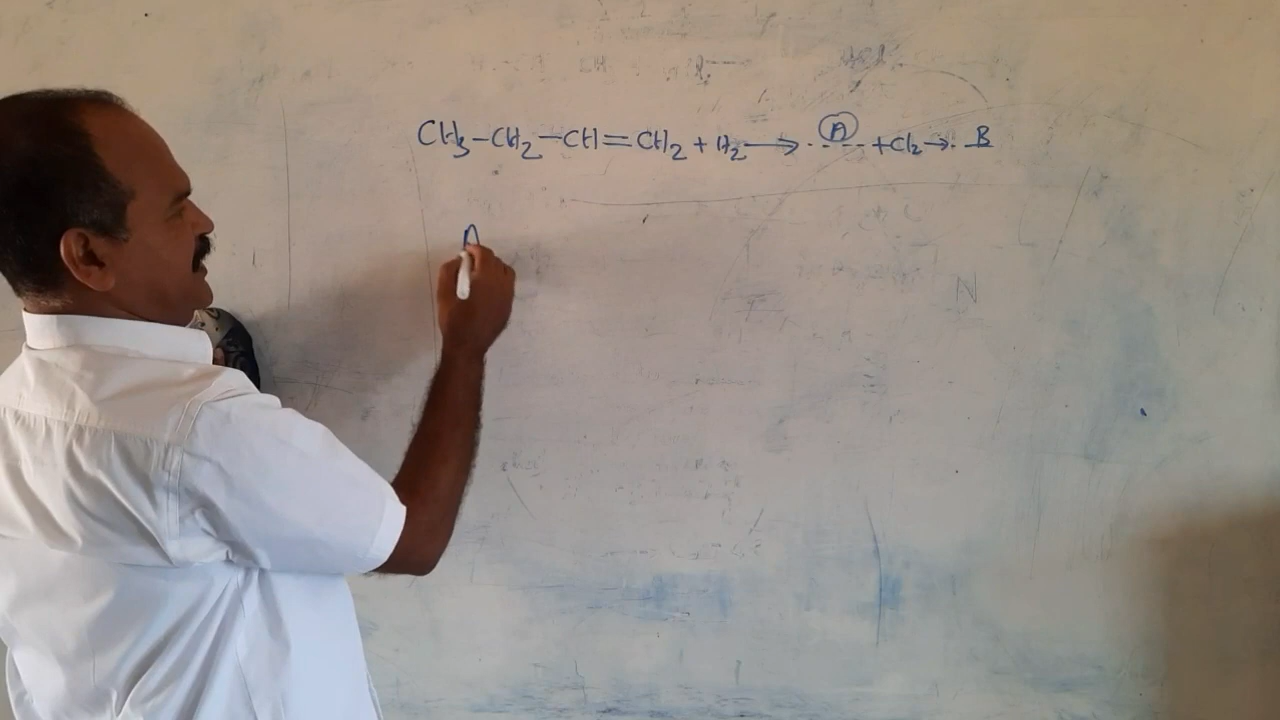 CH₃-CH₂-CH=CH₂ + H₂ → ..A.. + Cl₂ → B
A
N